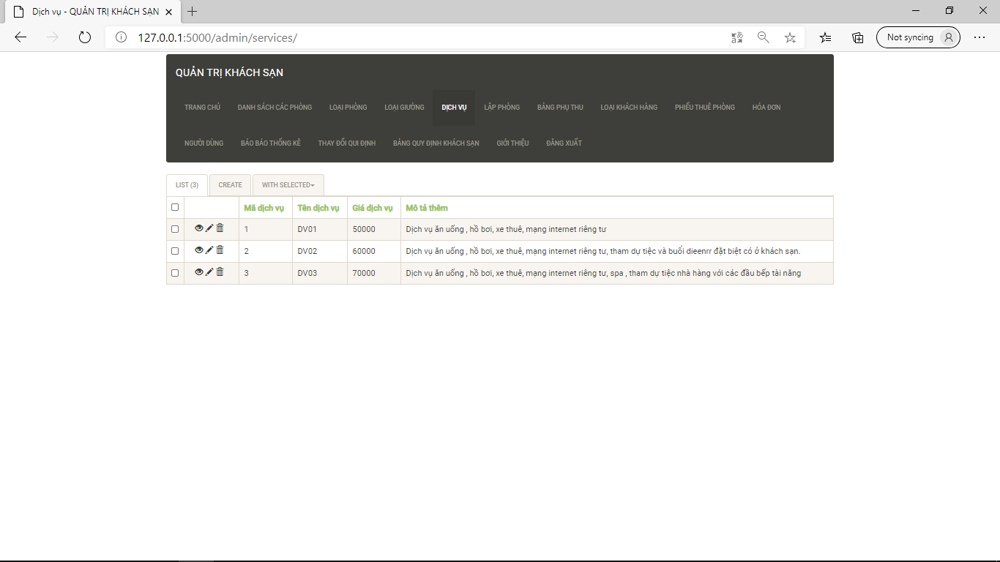 Dịch vụ - QUẢN TRỊ KHÁCH SẠN
127.0.0.1:5000/admin/services/
Not syncing
QUẢN TRỊ KHÁCH SẠN
TRANG CHỦ DANH SÁCH CÁC PHÒNG LOẠI PHÒNG LOẠI GIƯỜNG DỊCH VỤ LẬP PHÒNG BẢNG PHỤ THU LOẠI KHÁCH HÀNG PHIẾU THUÊ PHÒNG HÓA ĐƠN
NGƯỜI DÙNG BÁO BÁO THỐNG KÊ THAY ĐỔI QUI ĐỊNH BẢNG QUY ĐỊNH KHÁCH SẠN GIỚI THIỆU ĐĂNG XUẤT
LIST (3) CREATE WITH SELECTED
Mã dịch vụ Tên dịch vụ Giá dịch vụ Mô tả thêm
1 DV01 50000 Dịch vụ ăn uống , hồ bơi, xe thuê, mạng internet riêng tư
2 DV02 60000 Dịch vụ ăn uống , hồ bơi, xe thuê, mạng internet riêng tư, tham dự tiệc và buổi dieenrr đặt biệt có ở khách sạn.
3 DV03 70000 Dịch vụ ăn uống , hồ bơi, xe thuê, mạng internet riêng tư, spa , tham dự tiệc nhà hàng với các đầu bếp tài năng